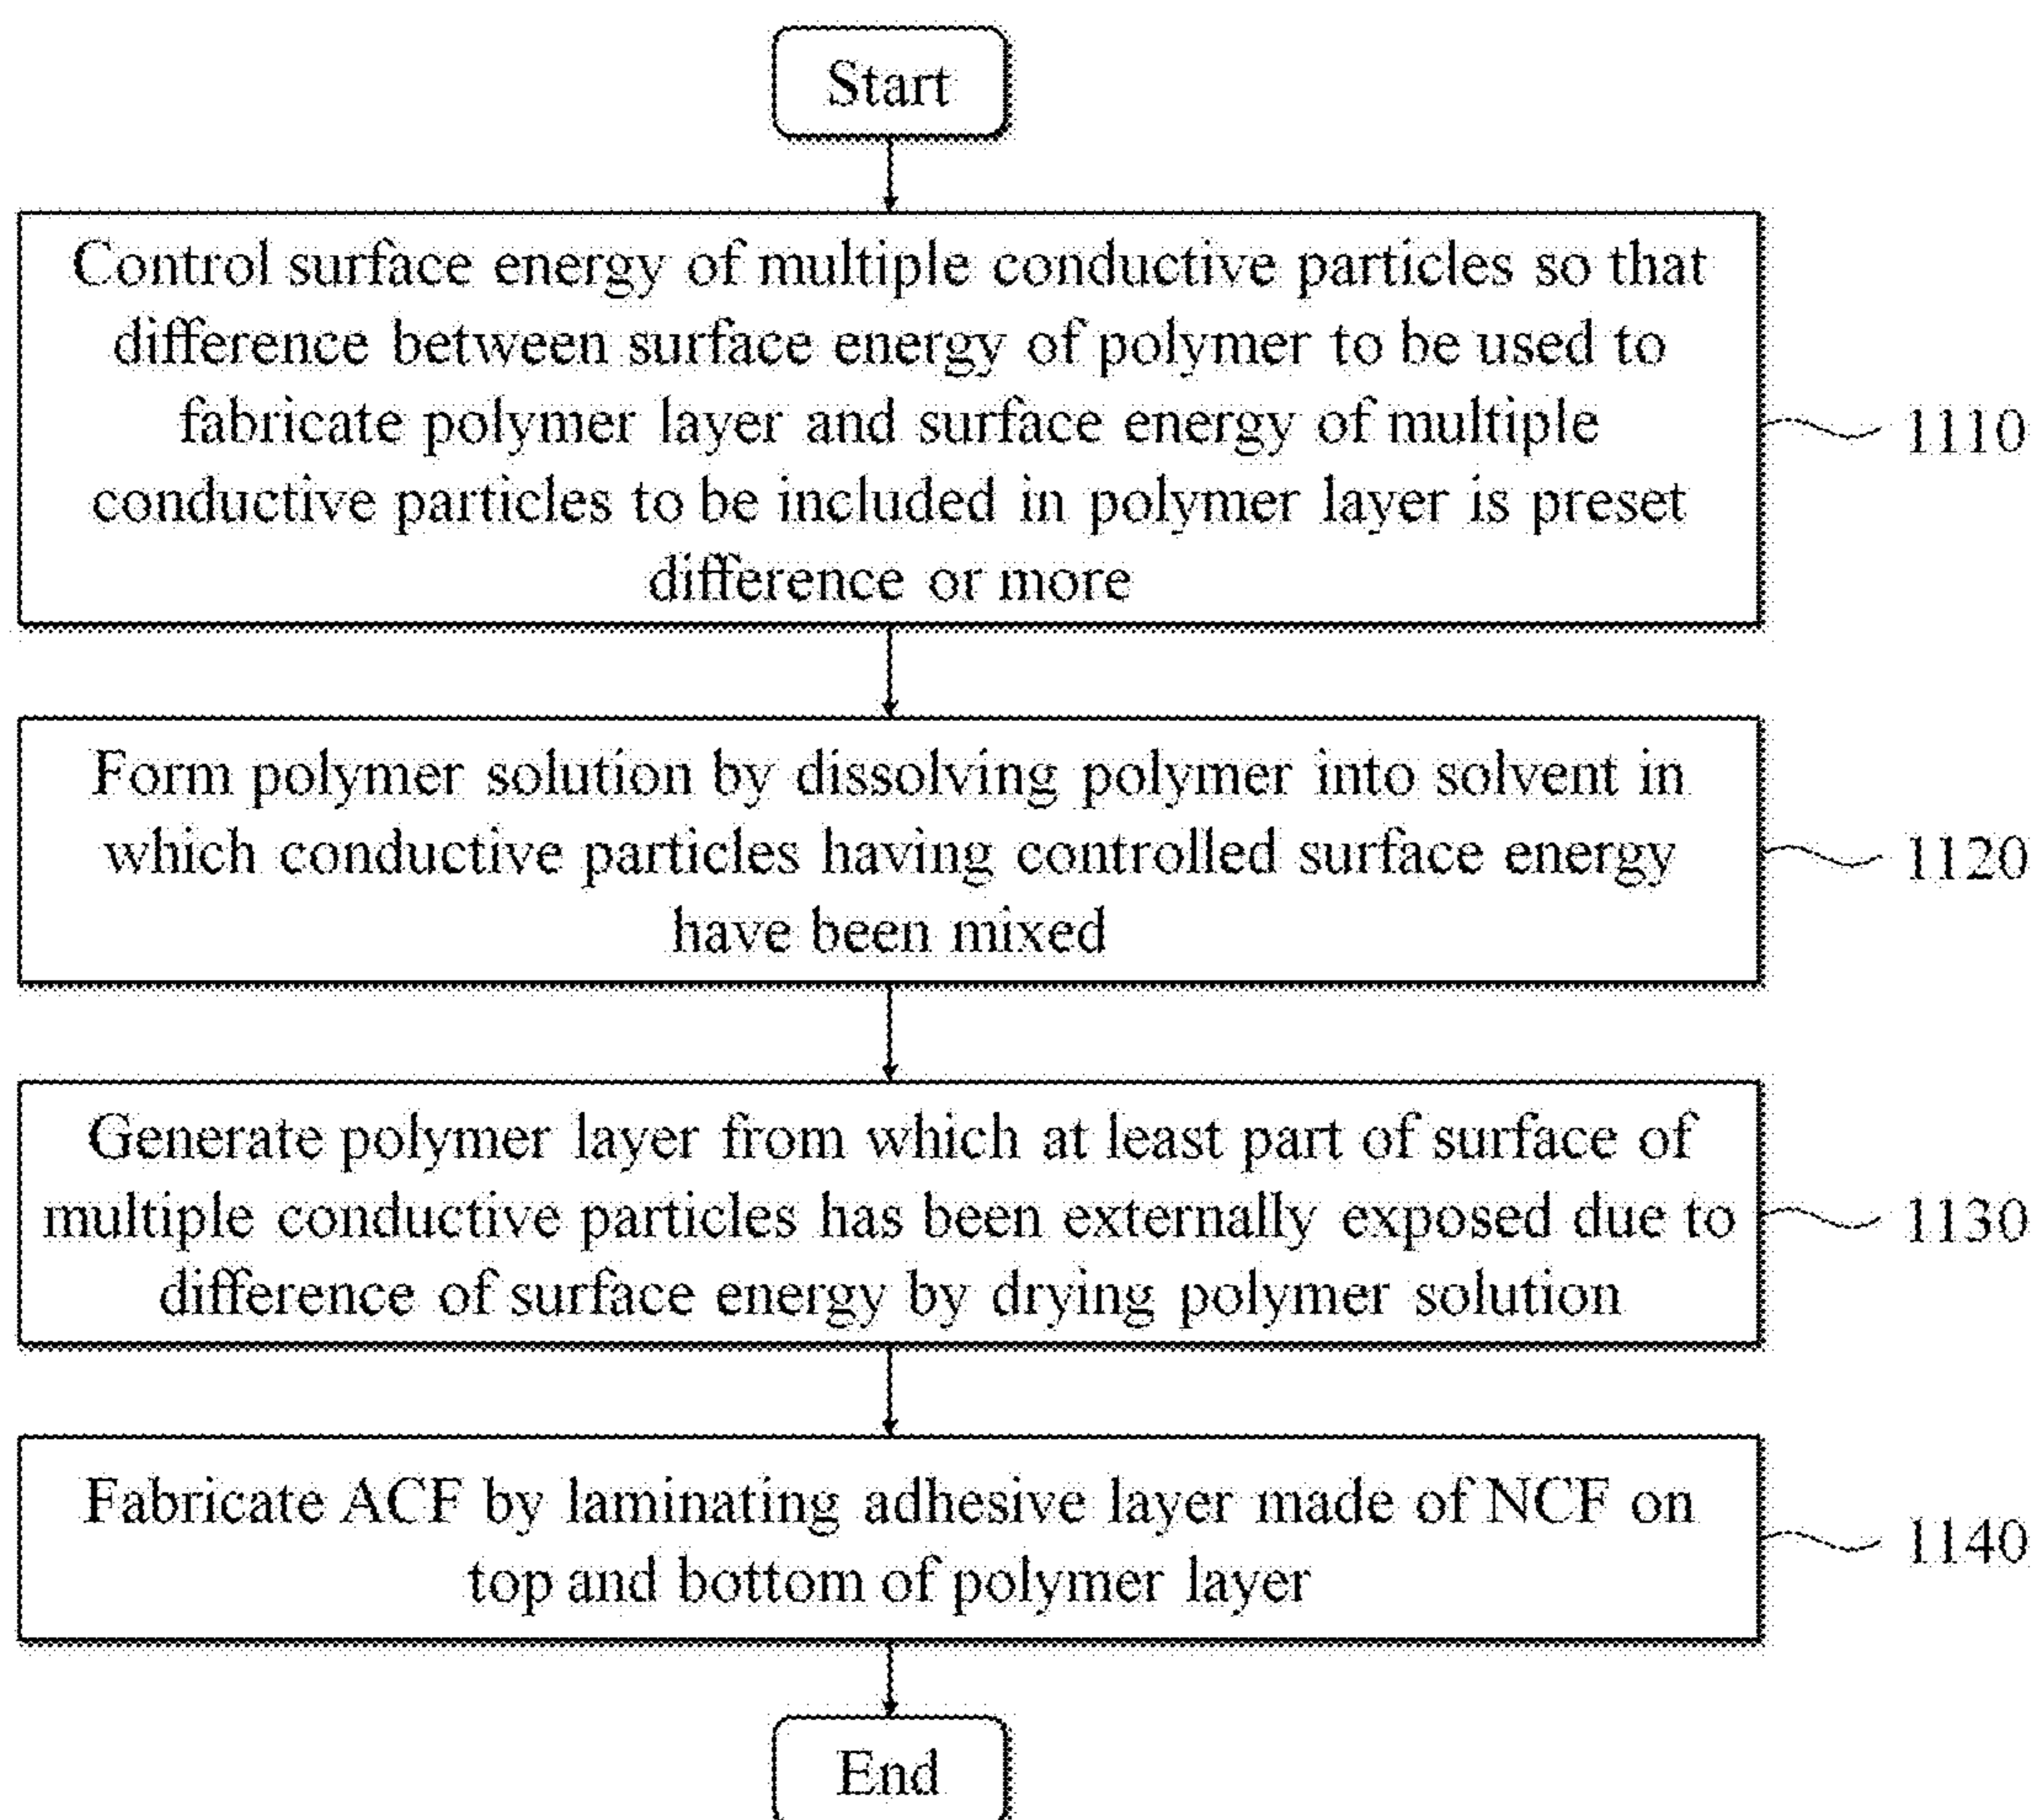 Start
Control surface energy of multiple conductive particles so that
difference between surface energy of polymer to be used to
fabricate polymer layer and surface energy of multiple
conductive particles to be included in polymer layer is preset
difference or more
1110
Form polymer solution by dissolving polymer into solvent in
which conductive particles having controlled surface energy
have been mixed
1120
Generate polymer layer from which at least part of surface of
multiple conductive particles has been externally exposed due to
difference of surface energy by drying polymer solution
1130
Fabricate ACF by laminating adhesive layer made of NCF on
top and bottom of polymer layer
1140
End